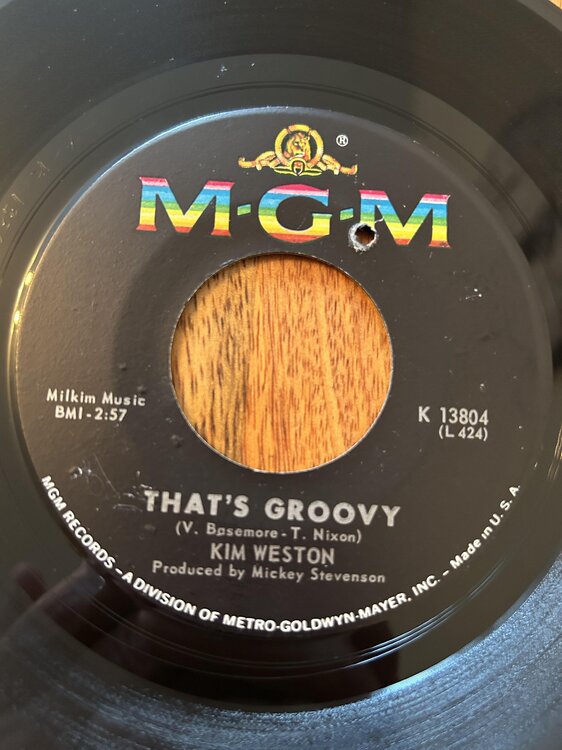 ®
M·G·M
Milkim Music
BMI-2:57
K 13804
(L 424)
THAT'S GROOVY
(V. Basemore - T. Nixon)
KIM WESTON
Produced by Mickey Stevenson
MGM RECORDS – A DIVISION OF METRO-GOLDWYN-MAYER, INC. – Made in U.S.A.